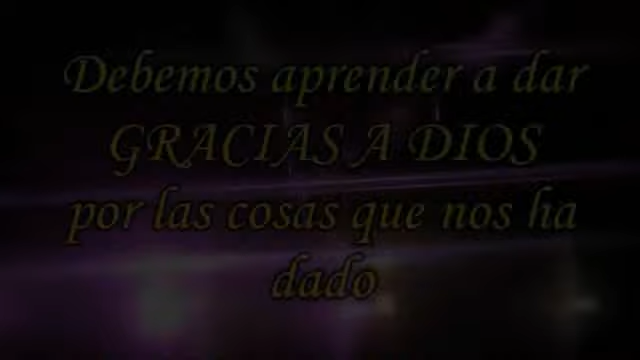 Debemos aprender a dar
GRACIAS A DIOS
por las cosas que nos ha
dado